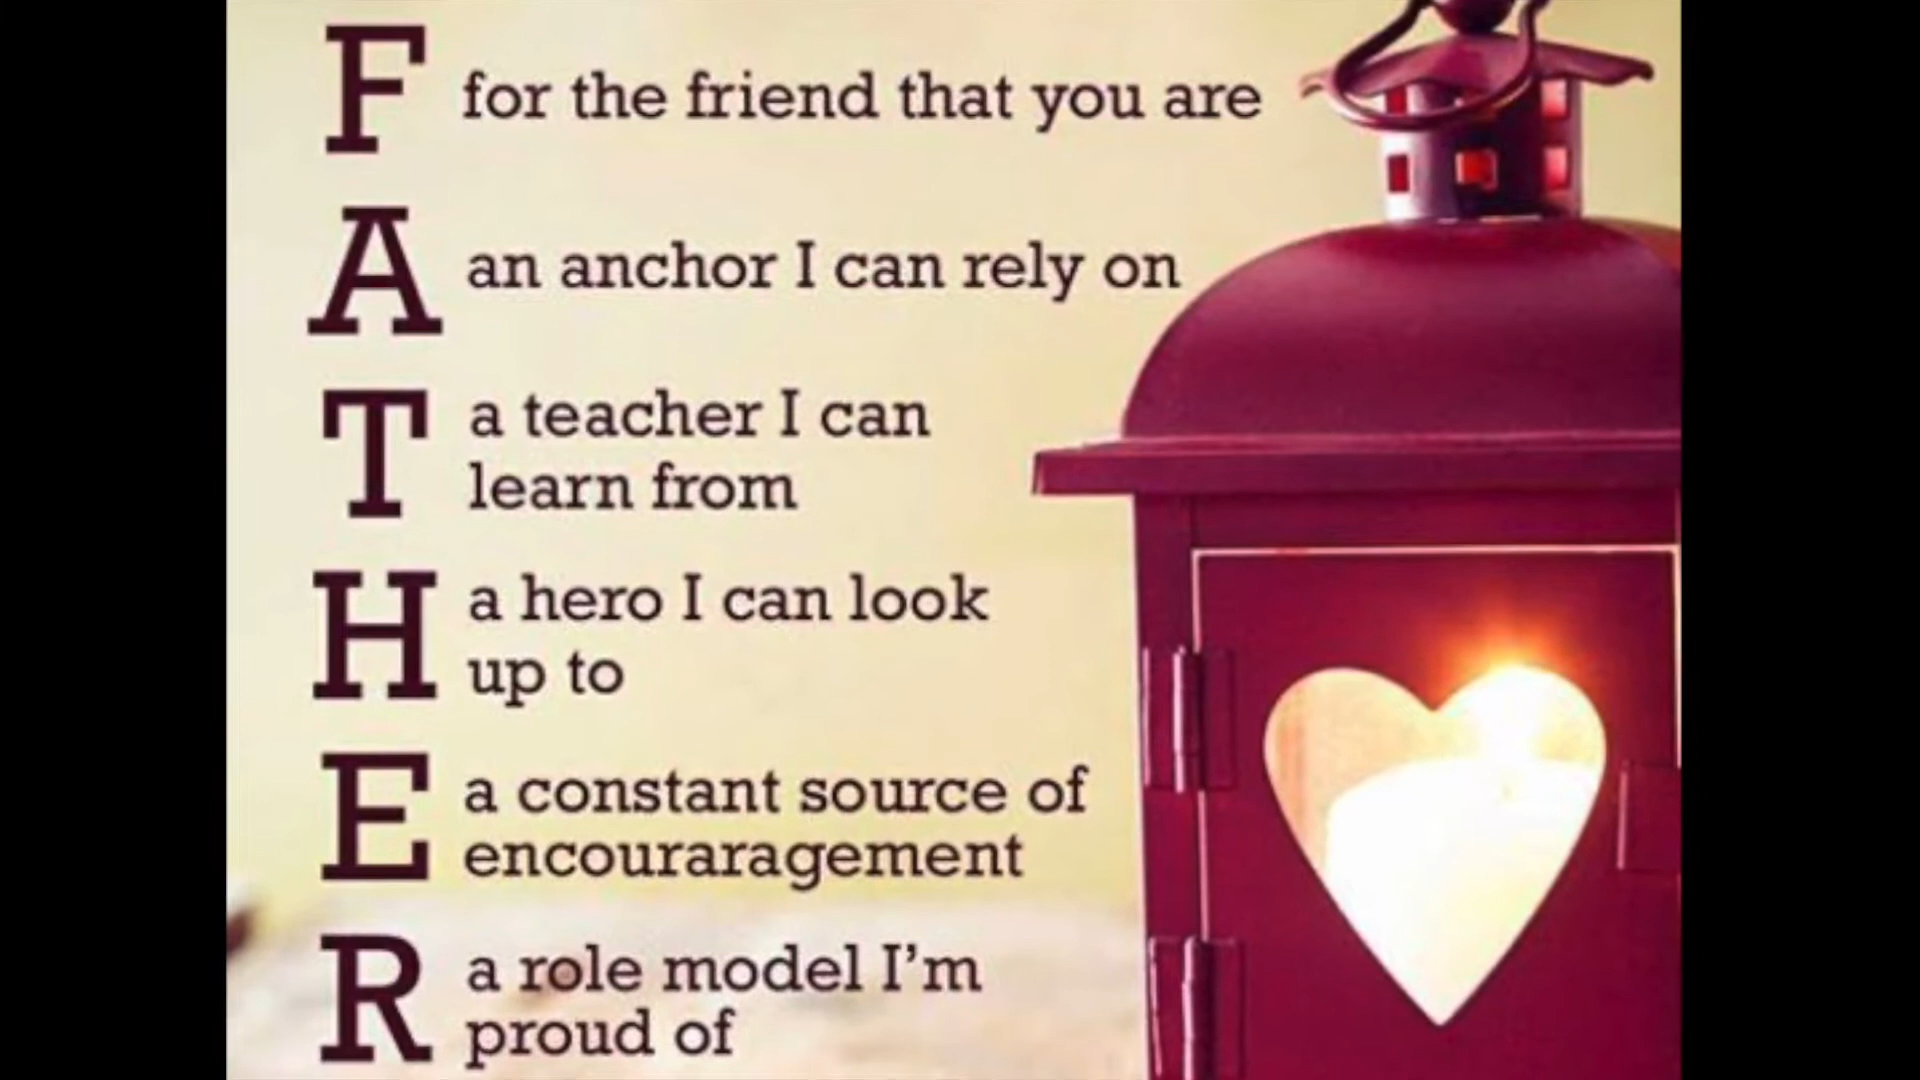 F for the friend that you are
A an anchor I can rely on
T a teacher I can
learn from
H a hero I can look
up to
E a constant source of
encouraragement
R a role model I'm
proud of